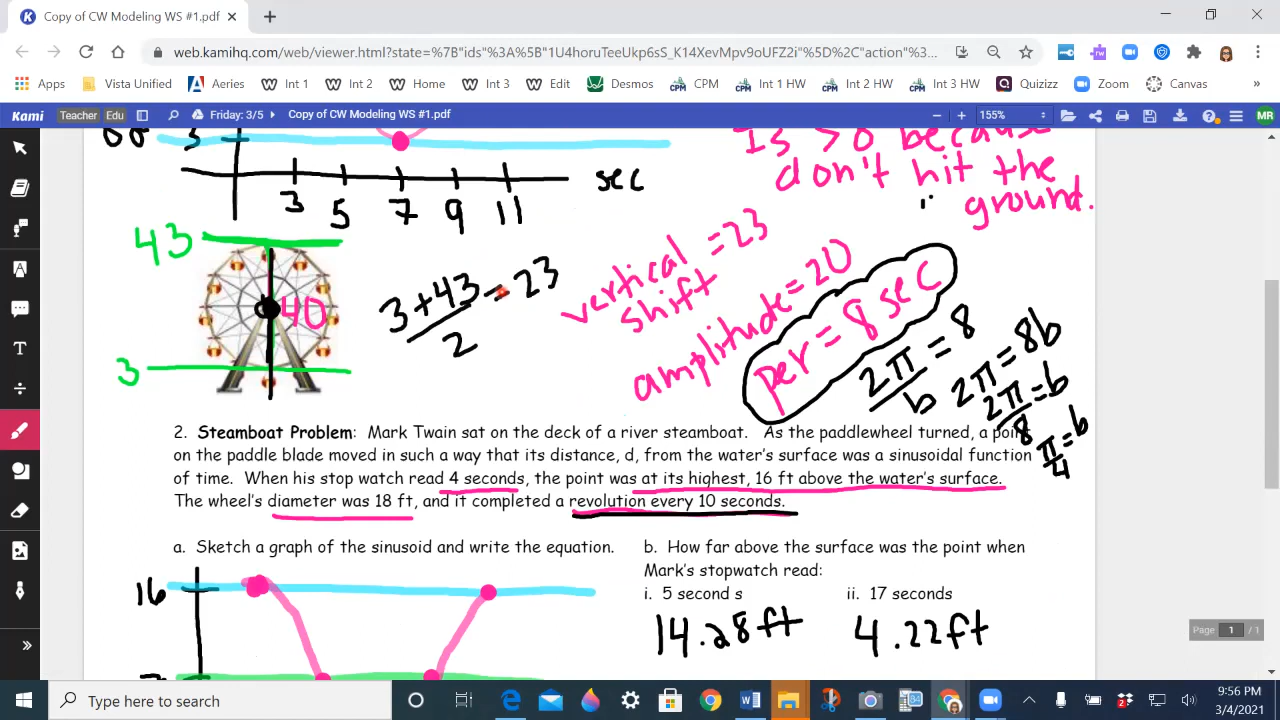 Copy of CW Modeling WS #1.pdf
web.kamihq.com/web/viewer.html?state=%7B"ids"%3A%5B"1U4horuTeeUkp6sS_K14XevMpv9oUFZ2i"%5D%2C"action"%3...
Apps Vista Unified Aeries Int 1 Int 2 Home Int 3 Edit Desmos CPM Int 1 HW Int 2 HW Int 3 HW Quizizz Zoom Canvas
Kami Teacher Edu Friday: 3/5 Copy of CW Modeling WS #1.pdf 155% MR
3
is >0 because
don't hit the
ground.
sec
3 5 7 9 11
43
40
3
3+43 = 23
2
vertical = 23
shift
amplitude = 20
per = 8 sec
2π = 8
b
2π = 8b
2π = b
8
π = b
4
2. Steamboat Problem: Mark Twain sat on the deck of a river steamboat. As the paddlewheel turned, a point
on the paddle blade moved in such a way that its distance, d, from the water's surface was a sinusoidal function
of time. When his stop watch read 4 seconds, the point was at its highest, 16 ft above the water's surface.
The wheel's diameter was 18 ft, and it completed a revolution every 10 seconds.
a. Sketch a graph of the sinusoid and write the equation.
b. How far above the surface was the point when
Mark's stopwatch read:
i. 5 second s ii. 17 seconds
14.28ft 4.22ft
16
Page 1 / 1
Type here to search
9:56 PM
3/4/2021